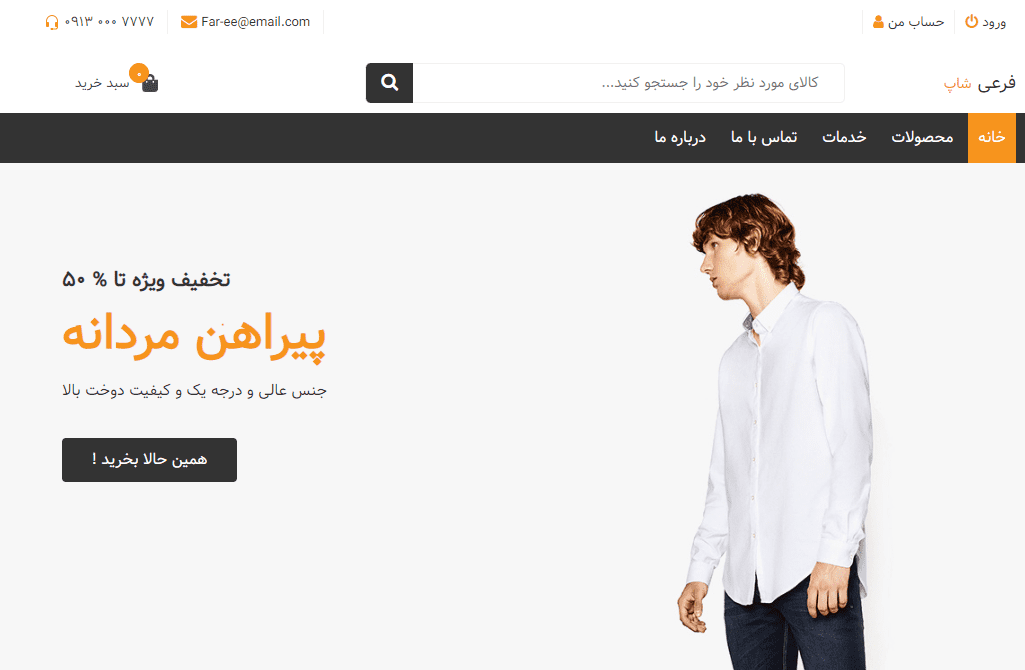 ورود
حساب من
Far-ee@email.com
۰۹۱۳ ۰۰۰ ۷۷۷۷
فرعی شاپ
کالای مورد نظر خود را جستجو کنید...
۰
سبد خرید
خانه
محصولات
خدمات
تماس با ما
درباره ما
تخفیف ویژه تا % ۵۰
پیراهن مردانه
جنس عالی و درجه یک و کیفیت دوخت بالا
همین حالا بخرید !